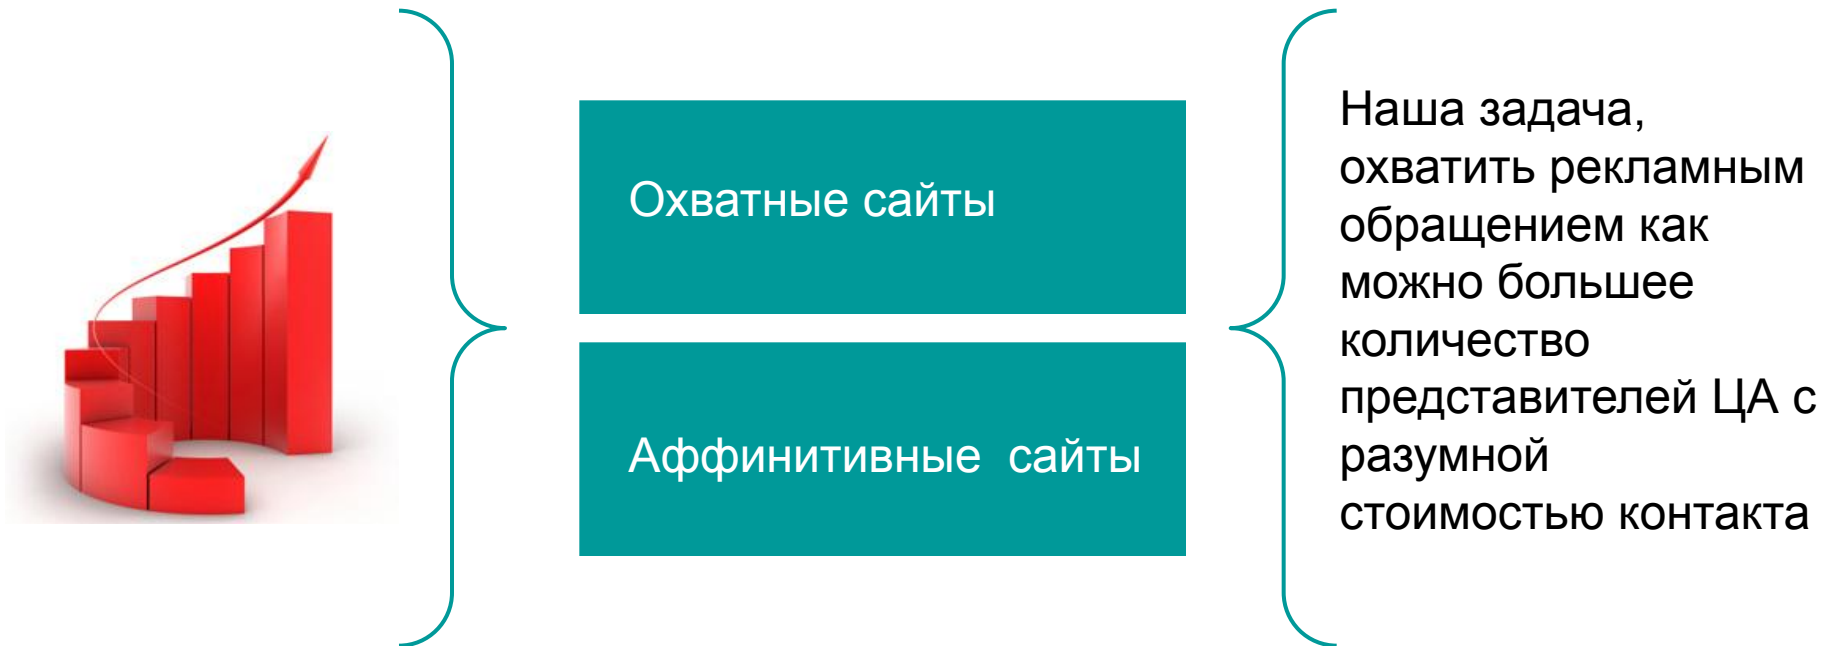 Охватные сайты
Аффинитивные  сайты
Наша задача,
охватить рекламным
обращением как
можно большее
количество
представителей ЦА с
разумной
стоимостью контакта